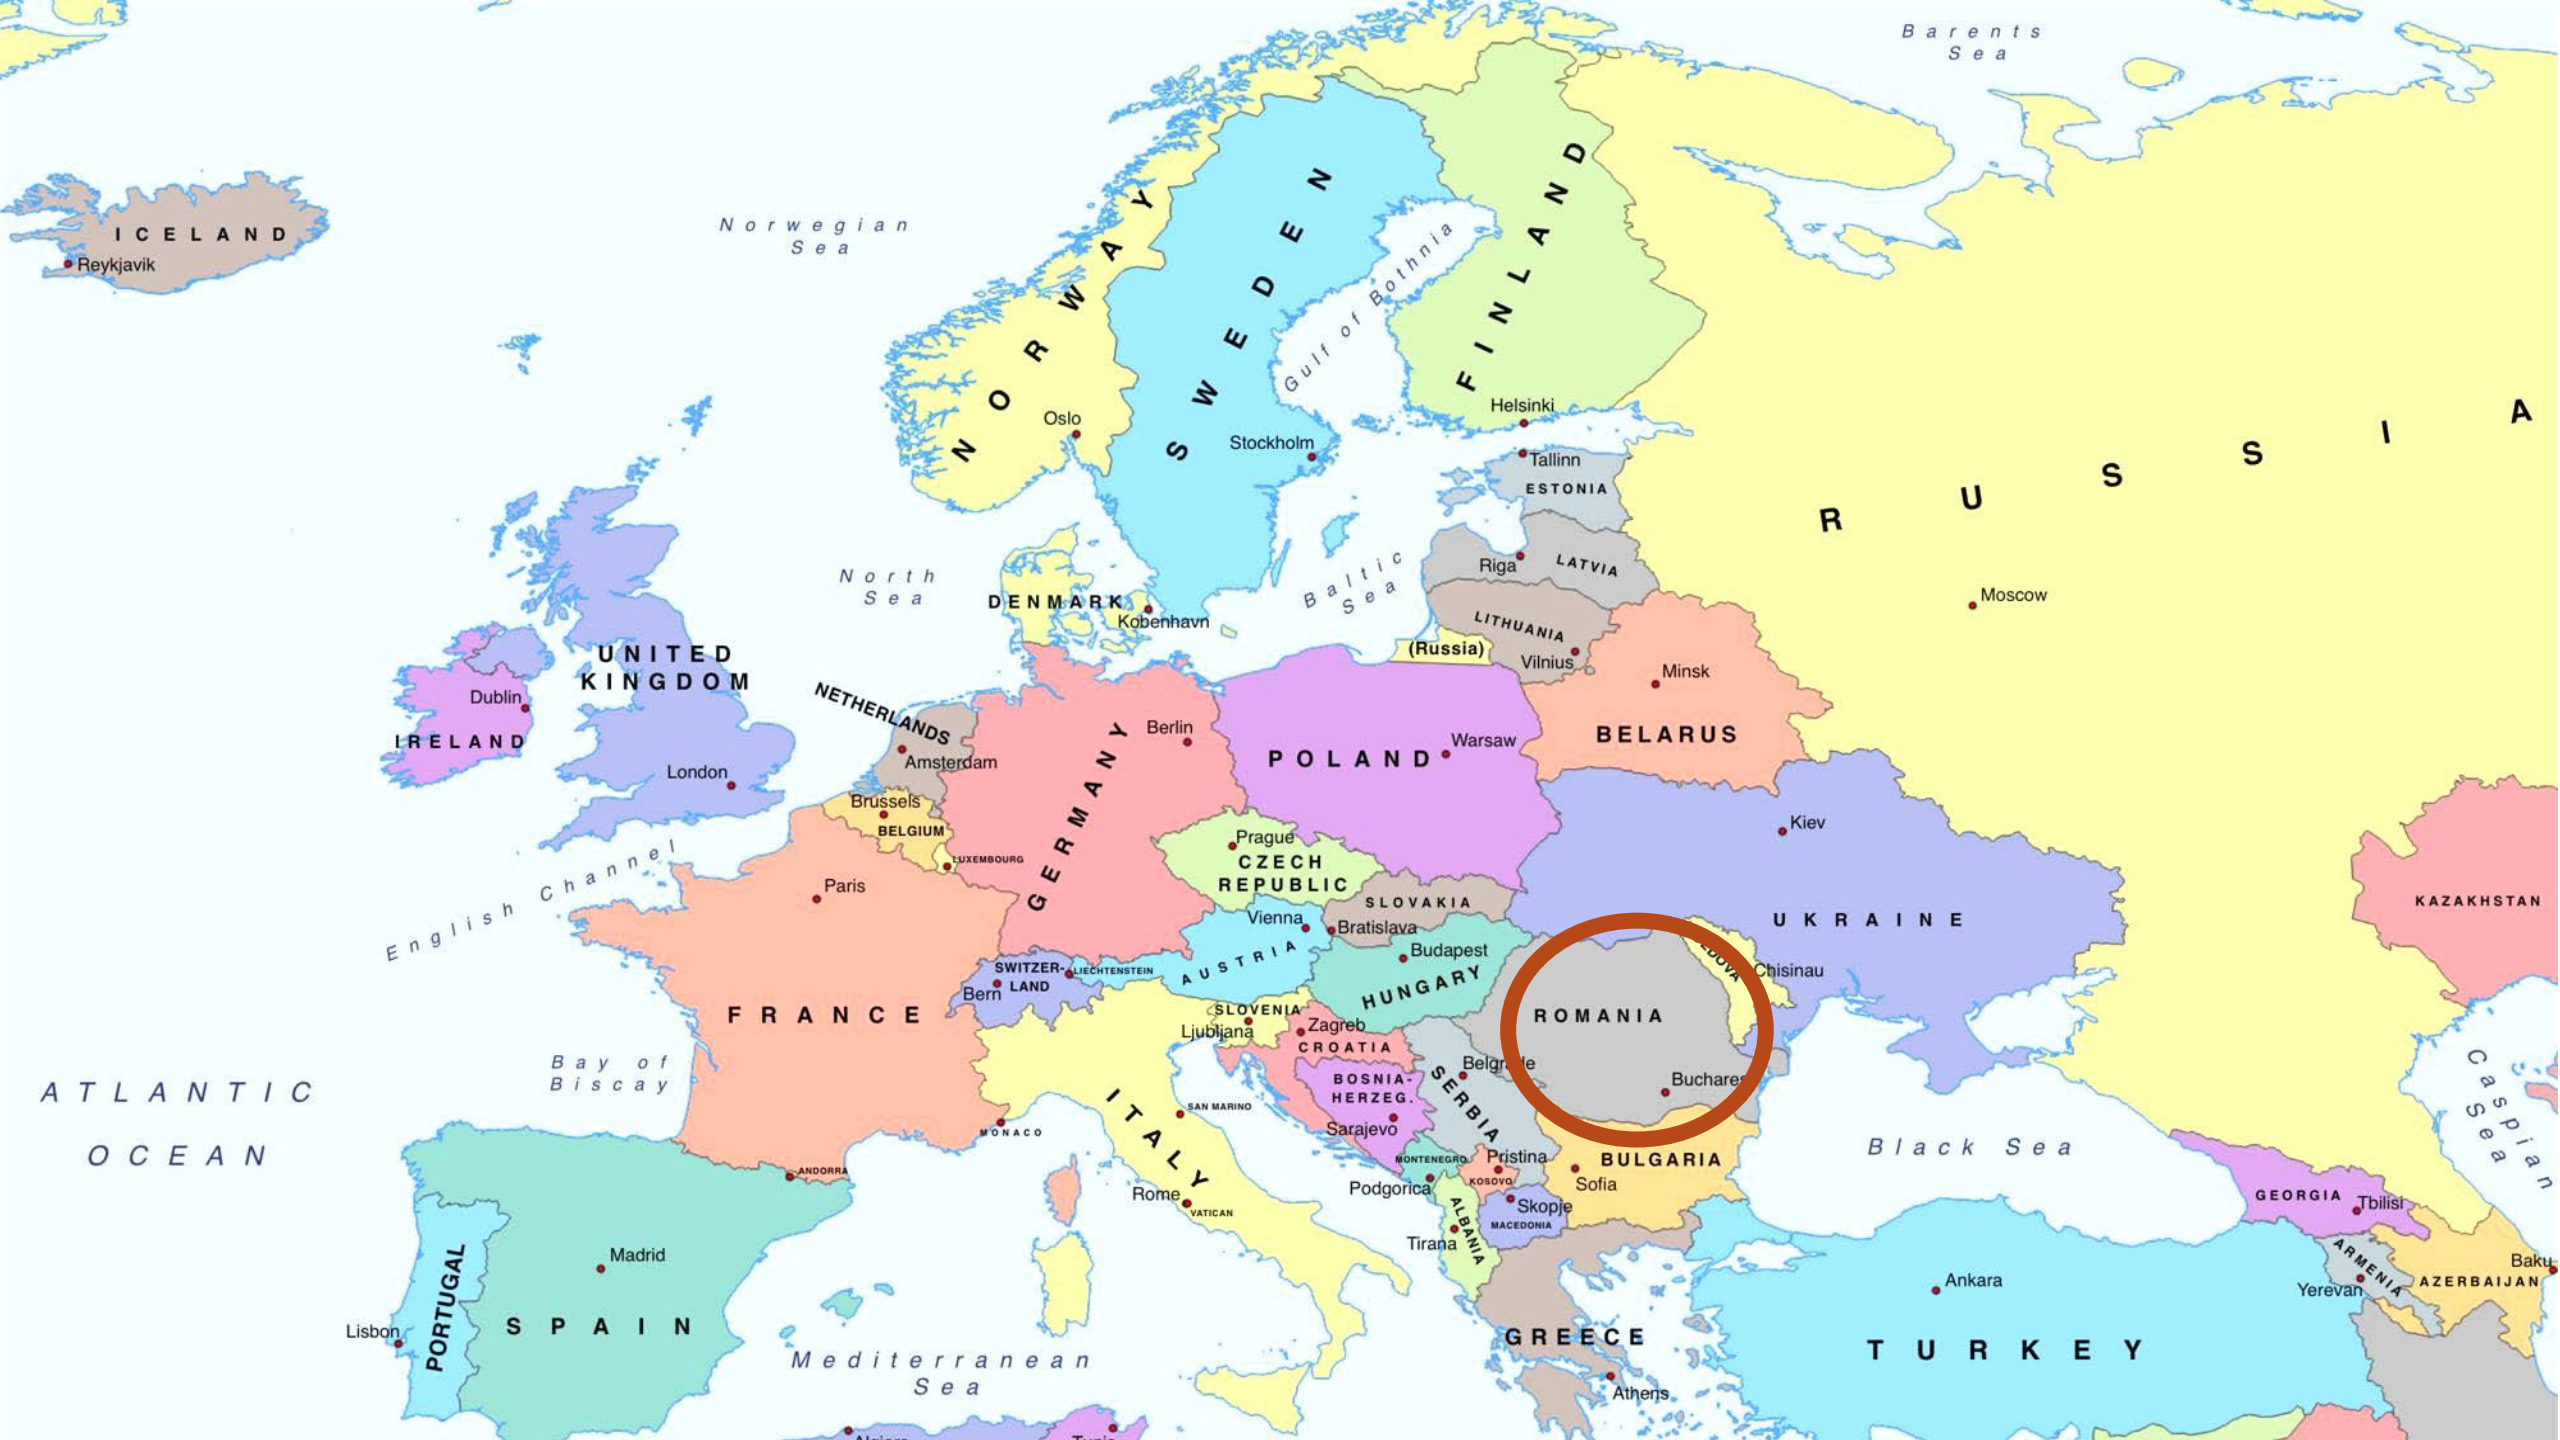 Barents
Sea
ICELAND
Reykjavik
Norwegian
Sea
NORWAY
SWEDEN
FINLAND
Gulf of Bothnia
Oslo
Stockholm
Helsinki
Tallinn
ESTONIA
RUSSIA
Riga
LATVIA
Moscow
North
Sea
DENMARK
Kobenhavn
Baltic
Sea
LITHUANIA
(Russia)
Vilnius
Minsk
BELARUS
UNITED
KINGDOM
Dublin
IRELAND
London
NETHERLANDS
Amsterdam
Brussels
BELGIUM
LUXEMBOURG
Berlin
GERMANY
POLAND
Warsaw
Kiev
UKRAINE
KAZAKHSTAN
English Channel
Paris
Prague
CZECH
REPUBLIC
SLOVAKIA
Vienna
Bratislava
AUSTRIA
Budapest
HUNGARY
SWITZER-
LAND
LIECHTENSTEIN
Bern
FRANCE
SLOVENIA
Ljubljana
Zagreb
CROATIA
ROMANIA
DOVA
Chisinau
Belgrade
Buchares
BOSNIA-
HERZEG.
Sarajevo
SERBIA
Bay of
Biscay
ATLANTIC
OCEAN
ITALY
SAN MARINO
MONACO
ANDORRA
MONTENEGRO
Podgorica
Pristina
KOSOVO
BULGARIA
Sofia
Black Sea
Caspian
Sea
Rome
VATICAN
Skopje
MACEDONIA
ALBANIA
Tirana
GEORGIA
Tbilisi
ARMENIA
Yerevan
AZERBAIJAN
Baku
Madrid
SPAIN
PORTUGAL
Lisbon
Mediterranean
Sea
GREECE
Athens
Ankara
TURKEY